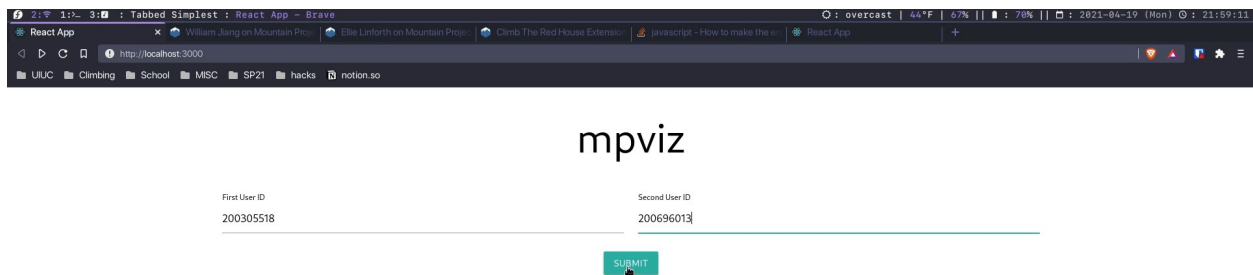 2: 1:>_ 3: : Tabbed Simplest : React App – Brave : overcast | 44°F | 67% || : 70% || : 2021-04-19 (Mon) : 21:59:11
React App × William Jiang on Mountain Projec Ellie Linforth on Mountain Projec Climb The Red House Extension javascript - How to make the en React App +
http://localhost:3000
UIUC Climbing School MISC SP21 hacks notion.so
mpviz
First User ID Second User ID
200305518 200696013
SUBMIT